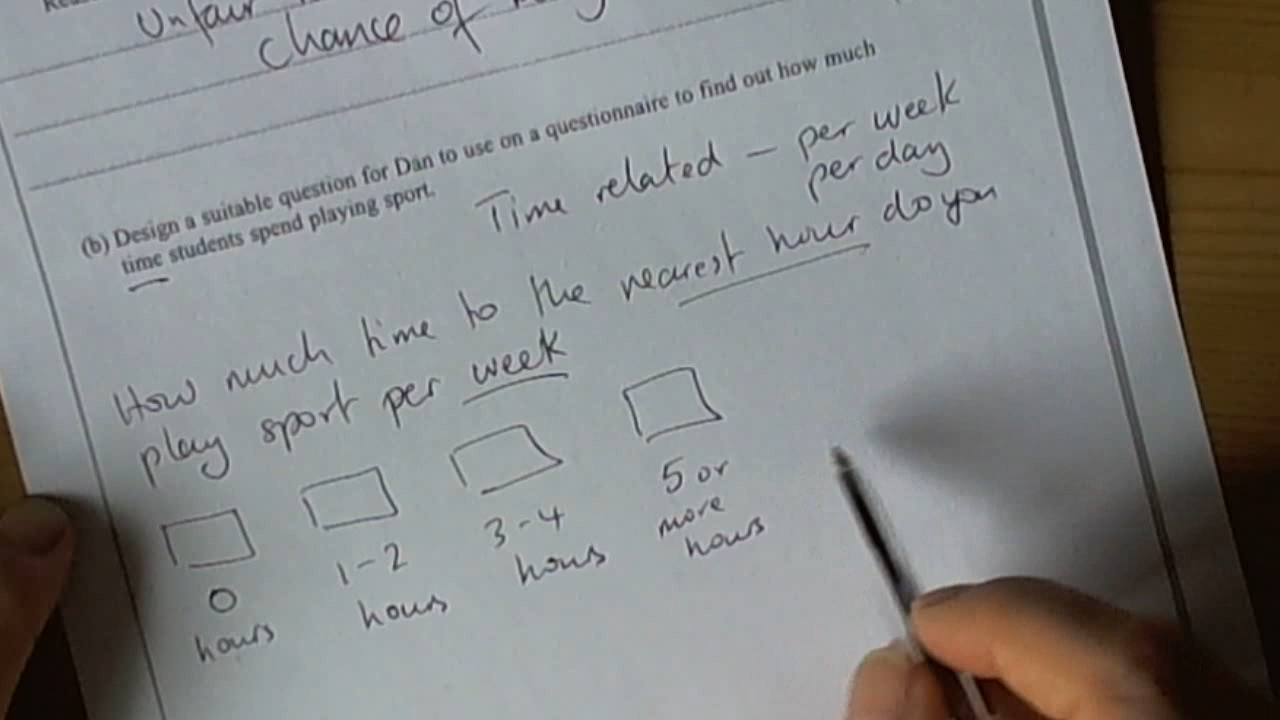 Unfair
chance of
(b) Design a suitable question for Dan to use on a questionnaire to find out how much
time students spend playing sport.
Time related - per week
per day
How much time to the nearest hour do you
play sport per week
0 hours
1-2 hours
3-4 hours
5 or more hours